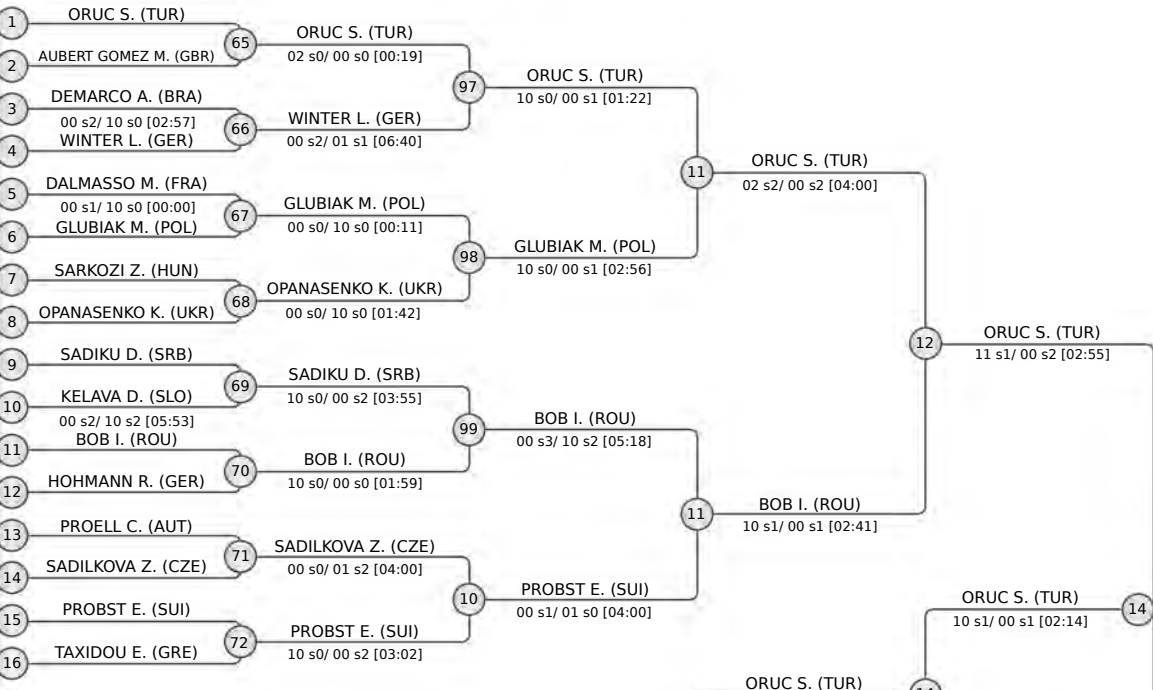 1
ORUC S. (TUR)
2
AUBERT GOMEZ M. (GBR)
3
DEMARCO A. (BRA)
00 s2/ 10 s0 [02:57]
4
WINTER L. (GER)
5
DALMASSO M. (FRA)
00 s1/ 10 s0 [00:00]
6
GLUBIAK M. (POL)
7
SARKOZI Z. (HUN)
8
OPANASENKO K. (UKR)
9
SADIKU D. (SRB)
10
KELAVA D. (SLO)
00 s2/ 10 s2 [05:53]
11
BOB I. (ROU)
12
HOHMANN R. (GER)
13
PROELL C. (AUT)
14
SADILKOVA Z. (CZE)
15
PROBST E. (SUI)
16
TAXIDOU E. (GRE)
65
ORUC S. (TUR)
02 s0/ 00 s0 [00:19]
66
WINTER L. (GER)
00 s2/ 01 s1 [06:40]
67
GLUBIAK M. (POL)
00 s0/ 10 s0 [00:11]
68
OPANASENKO K. (UKR)
00 s0/ 10 s0 [01:42]
69
SADIKU D. (SRB)
10 s0/ 00 s2 [03:55]
70
BOB I. (ROU)
10 s0/ 00 s0 [01:59]
71
SADILKOVA Z. (CZE)
00 s0/ 01 s2 [04:00]
72
PROBST E. (SUI)
10 s0/ 00 s2 [03:02]
97
ORUC S. (TUR)
10 s0/ 00 s1 [01:22]
98
GLUBIAK M. (POL)
10 s0/ 00 s1 [02:56]
99
BOB I. (ROU)
00 s3/ 10 s2 [05:18]
10
PROBST E. (SUI)
00 s1/ 01 s0 [04:00]
11
ORUC S. (TUR)
02 s2/ 00 s2 [04:00]
11
BOB I. (ROU)
10 s1/ 00 s1 [02:41]
12
ORUC S. (TUR)
11 s1/ 00 s2 [02:55]
ORUC S. (TUR)
10 s1/ 00 s1 [02:14]
14
ORUC S. (TUR)